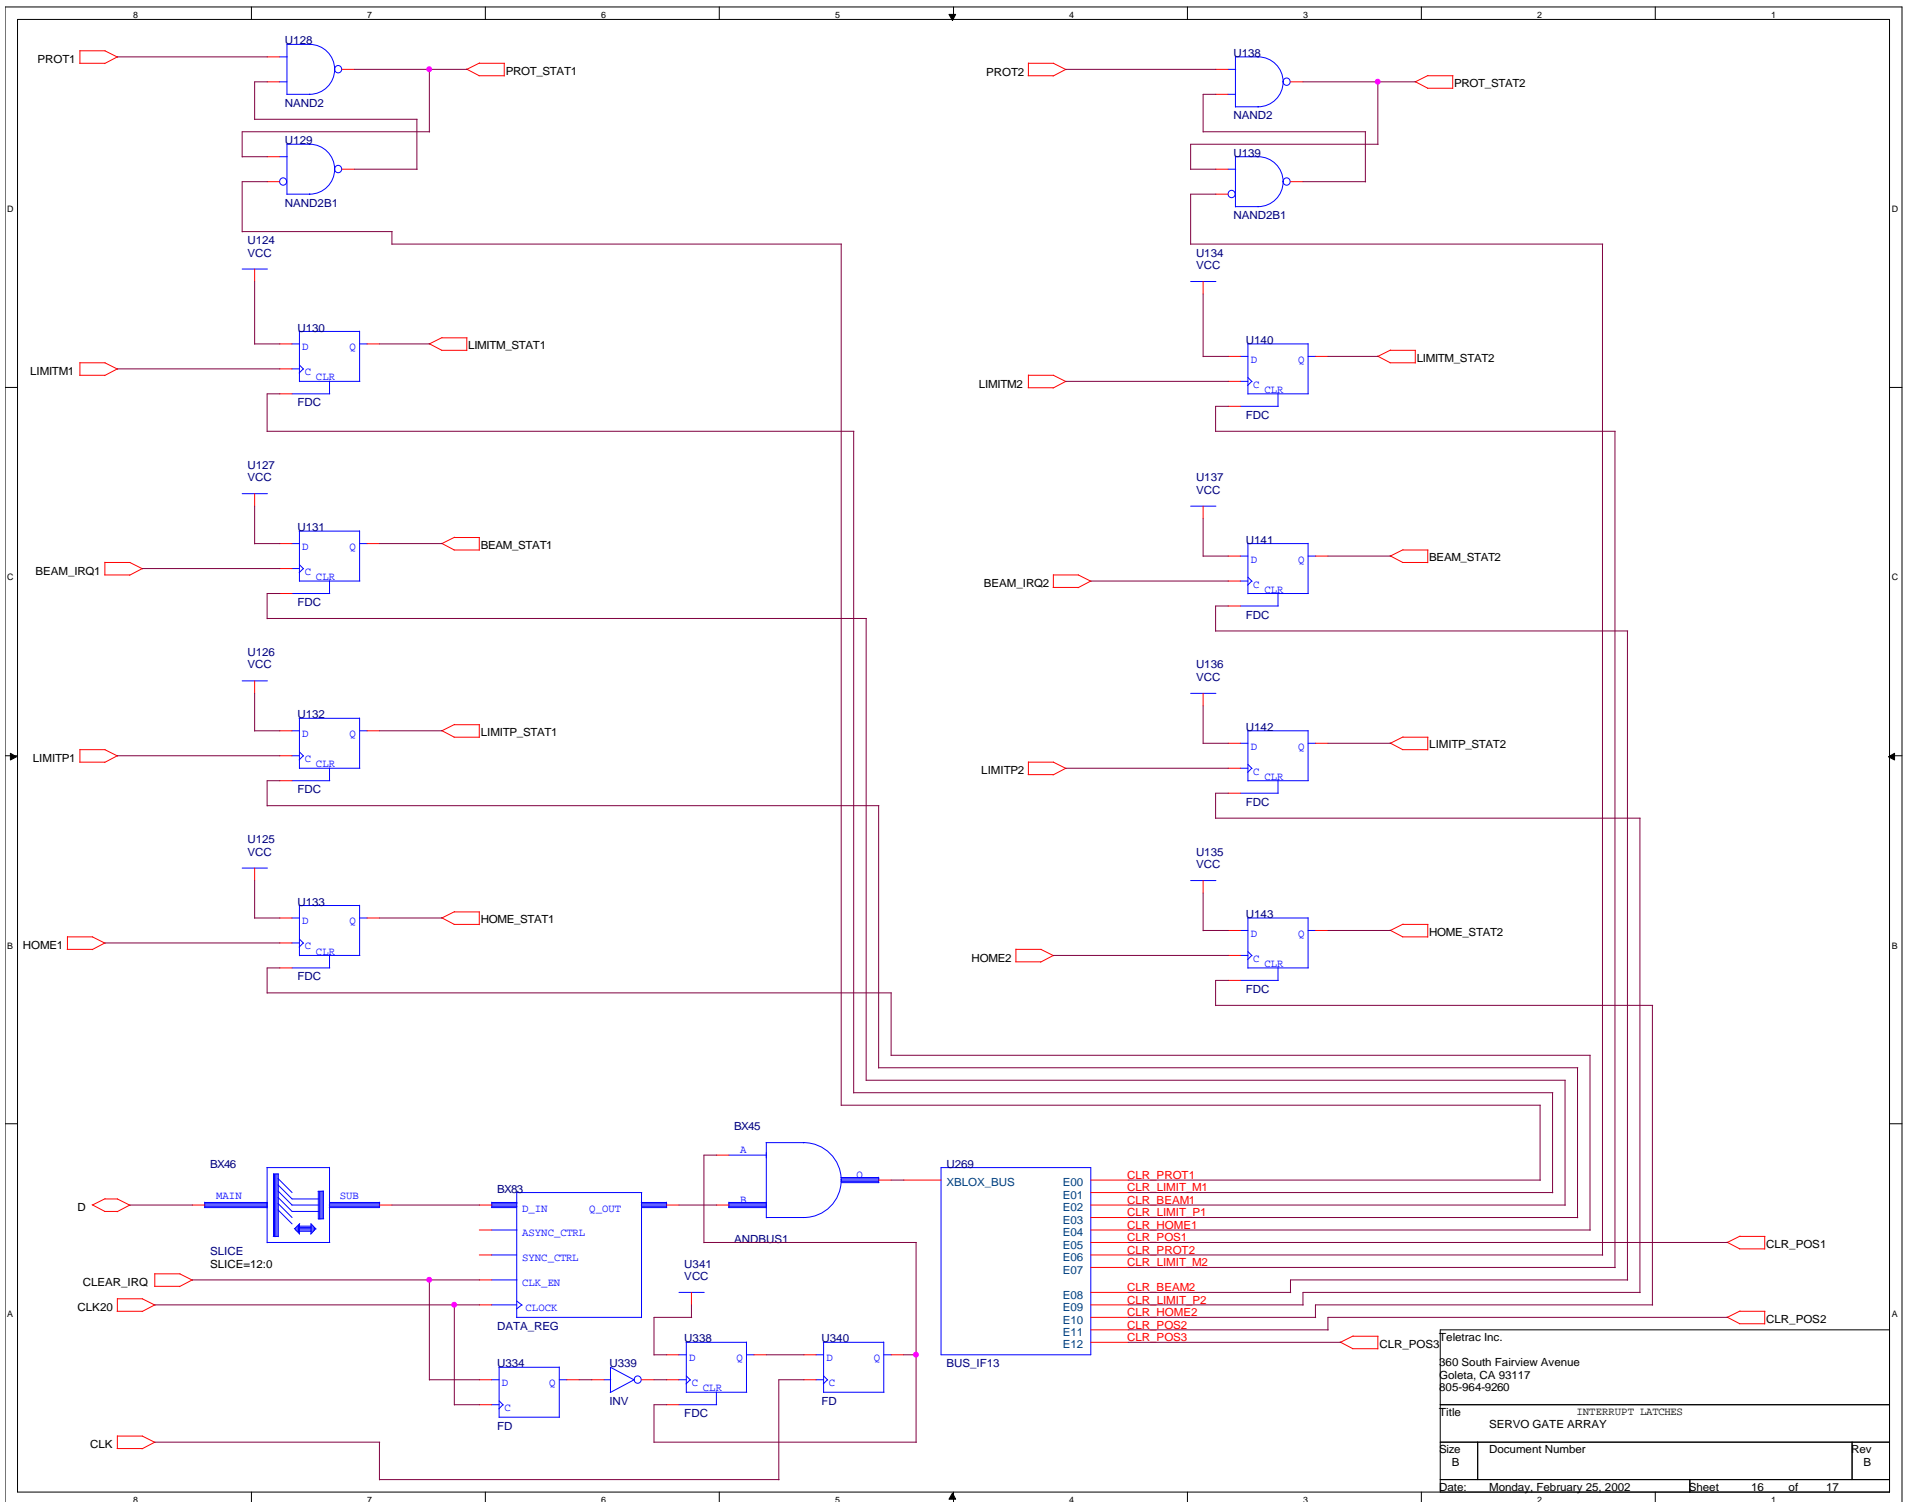 8 7 6 5 4 3 2 1
U128
PROT1
PROT_STAT1
NAND2
U129
NAND2B1
U138
PROT2
PROT_STAT2
NAND2
U139
NAND2B1
D
D
U124
VCC
U130
D Q
C CLR
FDC
LIMITM1
LIMITM_STAT1
U134
VCC
U140
D Q
C CLR
FDC
LIMITM2
LIMITM_STAT2
U127
VCC
U131
D Q
C CLR
FDC
BEAM_IRQ1
BEAM_STAT1
U137
VCC
U141
D Q
C CLR
FDC
BEAM_IRQ2
BEAM_STAT2
C
C
U126
VCC
U132
D Q
C CLR
FDC
LIMITP1
LIMITP_STAT1
U136
VCC
U142
D Q
C CLR
FDC
LIMITP2
LIMITP_STAT2
U125
VCC
U133
D Q
C CLR
FDC
HOME1
HOME_STAT1
U135
VCC
U143
D Q
C CLR
FDC
HOME2
HOME_STAT2
B
B
D
BX46
MAIN SUB
SLICE
SLICE=12:0
CLEAR_IRQ
CLK20
CLK
BX83
D_IN Q_OUT
ASYNC_CTRL
SYNC_CTRL
CLK_EN
CLOCK
DATA_REG
BX45
A
B
O
ANDBUS1
U341
VCC
U334
D Q
C
FD
U339
INV
U338
D Q
C CLR
FDC
U340
D Q
C
FD
U269
XBLOX_BUS
BUS_IF13
E00 CLR_PROT1
E01 CLR_LIMIT_M1
E02 CLR_BEAM1
E03 CLR_LIMIT_P1
E04 CLR_HOME1
E05 CLR_POS1
E06 CLR_PROT2
E07 CLR_LIMIT_M2
E08 CLR_BEAM2
E09 CLR_LIMIT_P2
E10 CLR_HOME2
E11 CLR_POS2
E12 CLR_POS3
CLR_POS1
CLR_POS2
CLR_POS3
A
A
Teletrac Inc.
360 South Fairview Avenue
Goleta, CA 93117
805-964-9260
Title INTERRUPT LATCHES
SERVO GATE ARRAY
Size Document Number Rev
B B
Date: Monday, February 25, 2002 Sheet 16 of 17
8 7 6 5 4 3 2 1